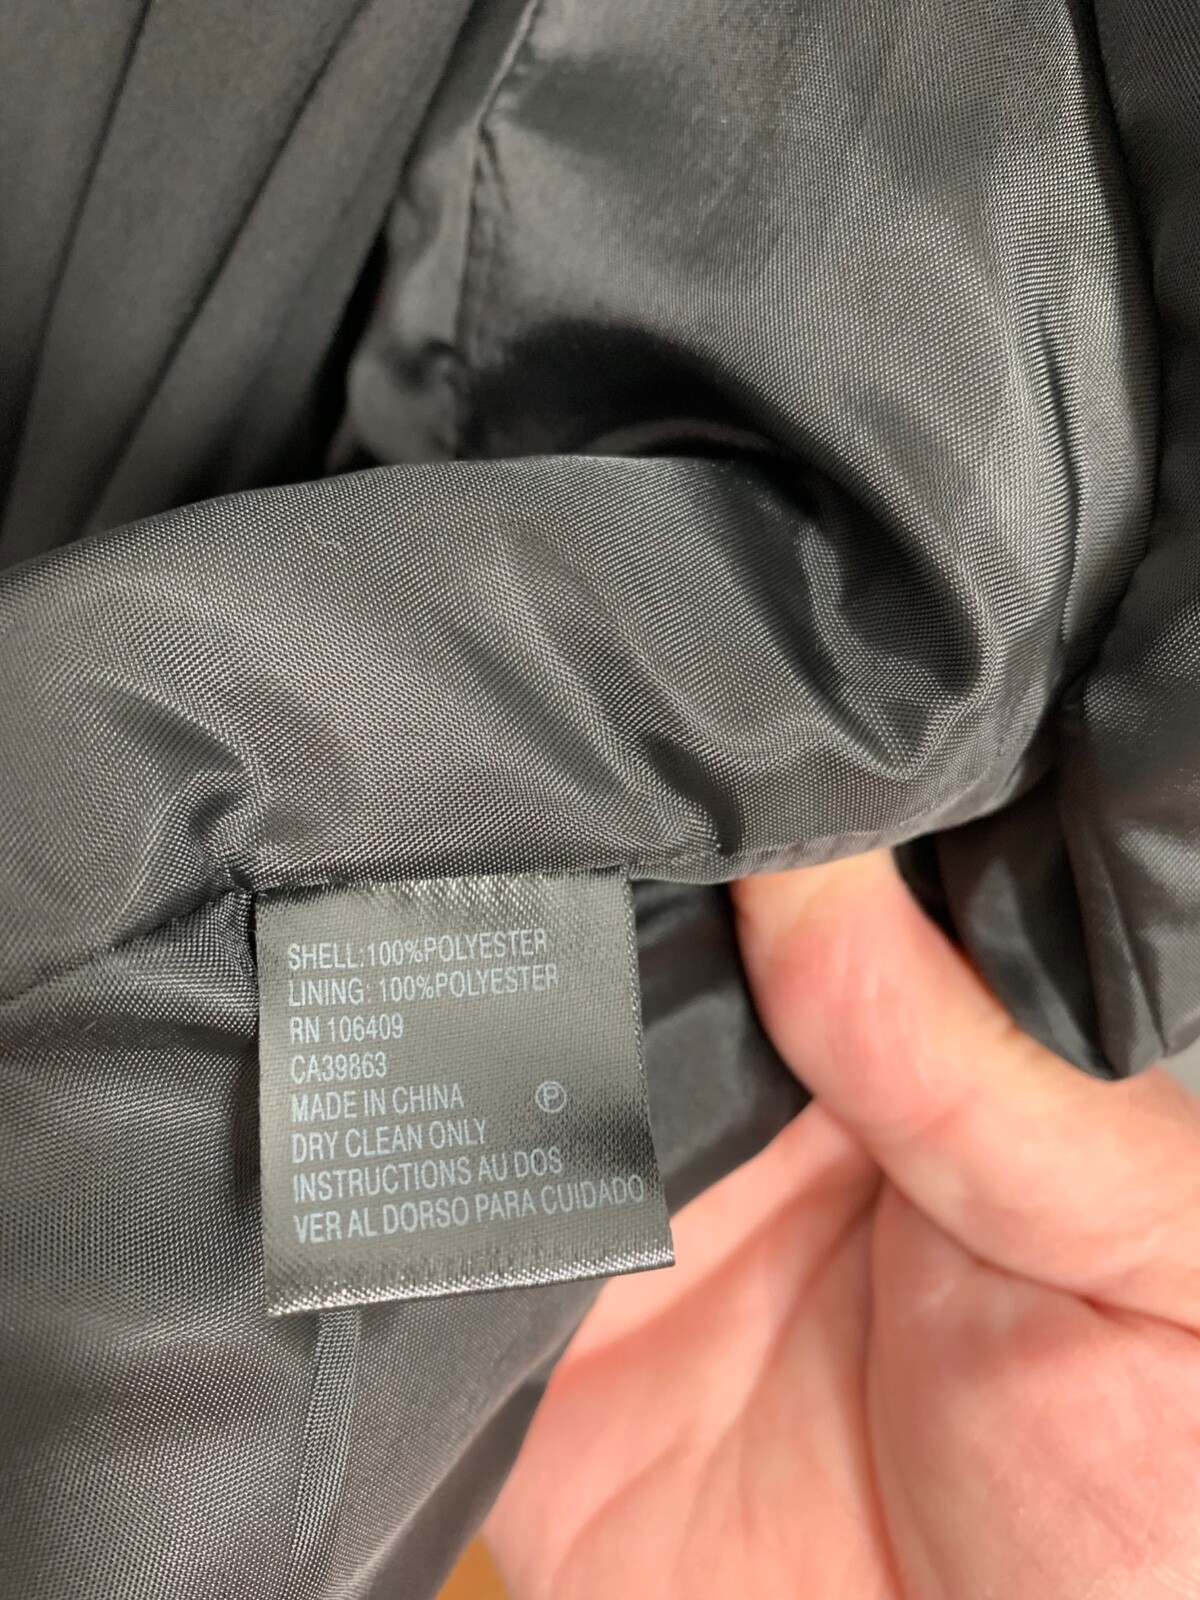 SHELL:100%POLYESTER
LINING: 100%POLYESTER
RN 106409
CA39863
MADE IN CHINA Ⓟ
DRY CLEAN ONLY
INSTRUCTIONS AU DOS
VER AL DORSO PARA CUIDADO